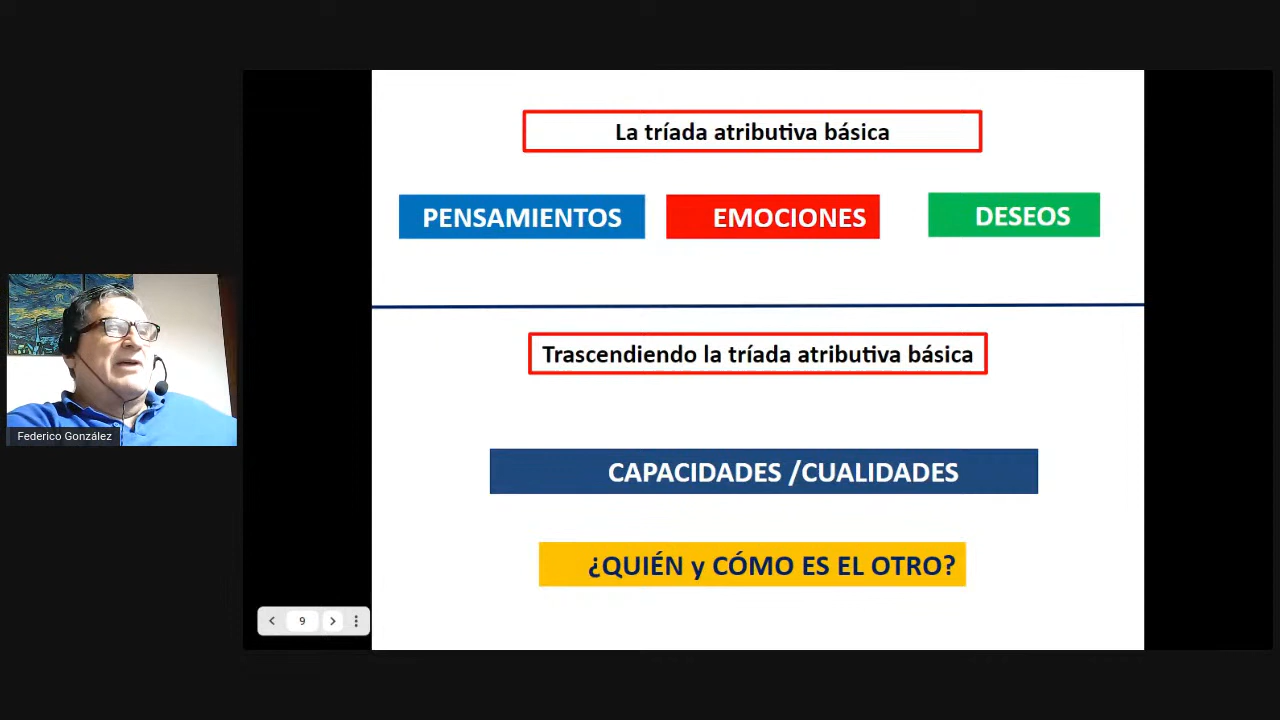 La tríada atributiva básica
PENSAMIENTOS
EMOCIONES
DESEOS
Trascendiendo la tríada atributiva básica
CAPACIDADES /CUALIDADES
¿QUIÉN y CÓMO ES EL OTRO?
Federico González
9